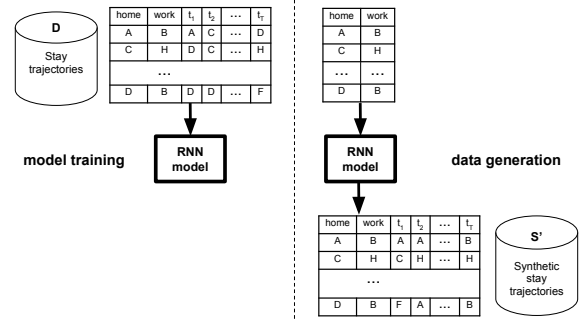 D
Stay
trajectories
home work t1 t2 ... tT
A B A C ... D
C H D C ... H
...
D B D D ... F
RNN
model
model training
home work
A B
C H
... ...
D B
RNN
model
data generation
home work t1 t2 ... tT
A B A A ... B
C H C H ... H
...
D B F A ... B
S'
Synthetic
stay
trajectories